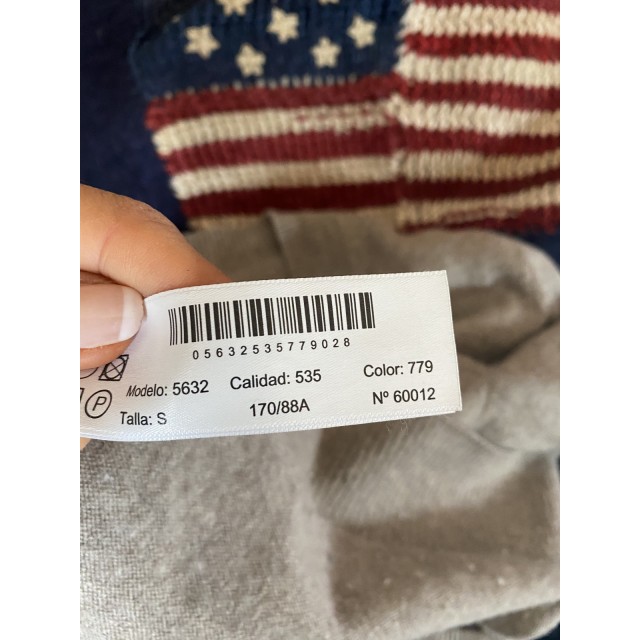 05632535779028
Modelo: 5632 Calidad: 535 Color: 779
Talla: S 170/88A Nº 60012
P